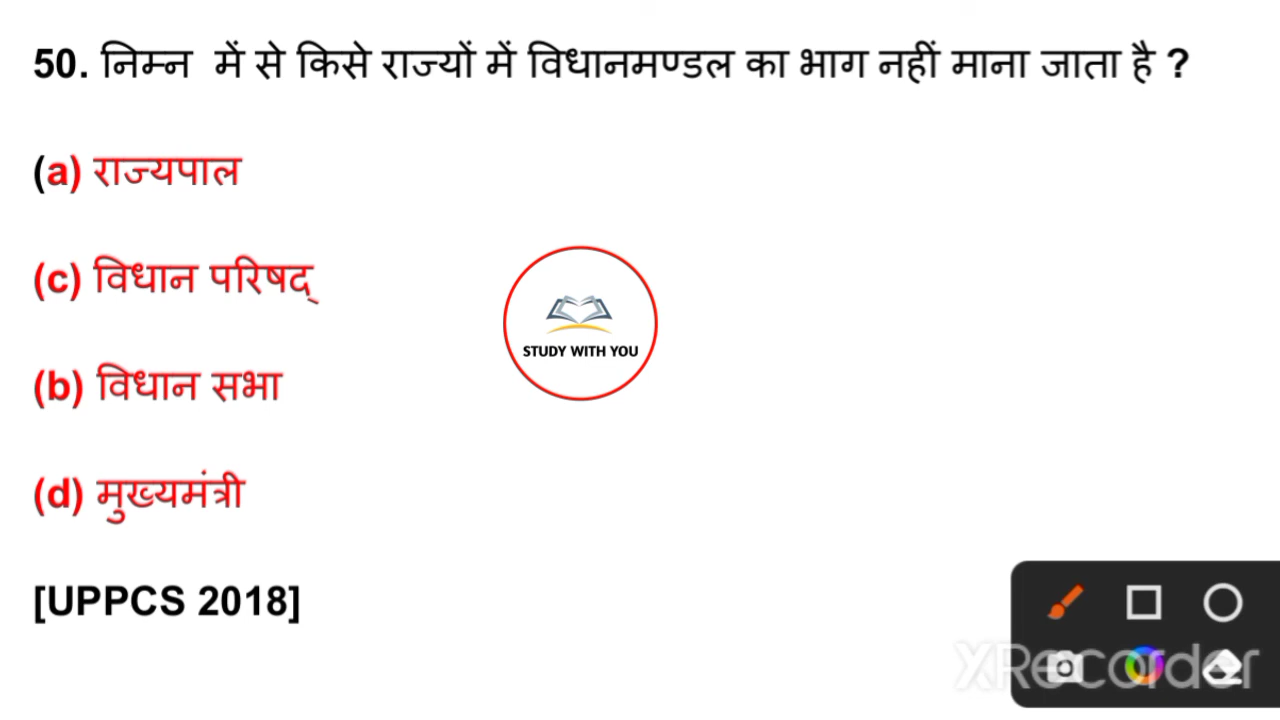 50. निम्न में से किसे राज्यों में विधानमण्डल का भाग नहीं माना जाता है ?
(a) राज्यपाल
(c) विधान परिषद्
STUDY WITH YOU
(b) विधान सभा
(d) मुख्यमंत्री
[UPPCS 2018]
XRecorder